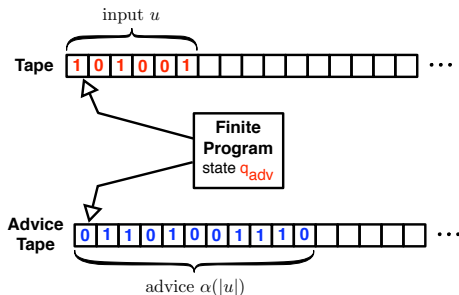 input u
Tape 1 0 1 0 0 1 ...
Finite
Program
state q_adv
Advice
Tape 0 1 1 0 1 0 0 1 1 1 0 ...
advice α(|u|)